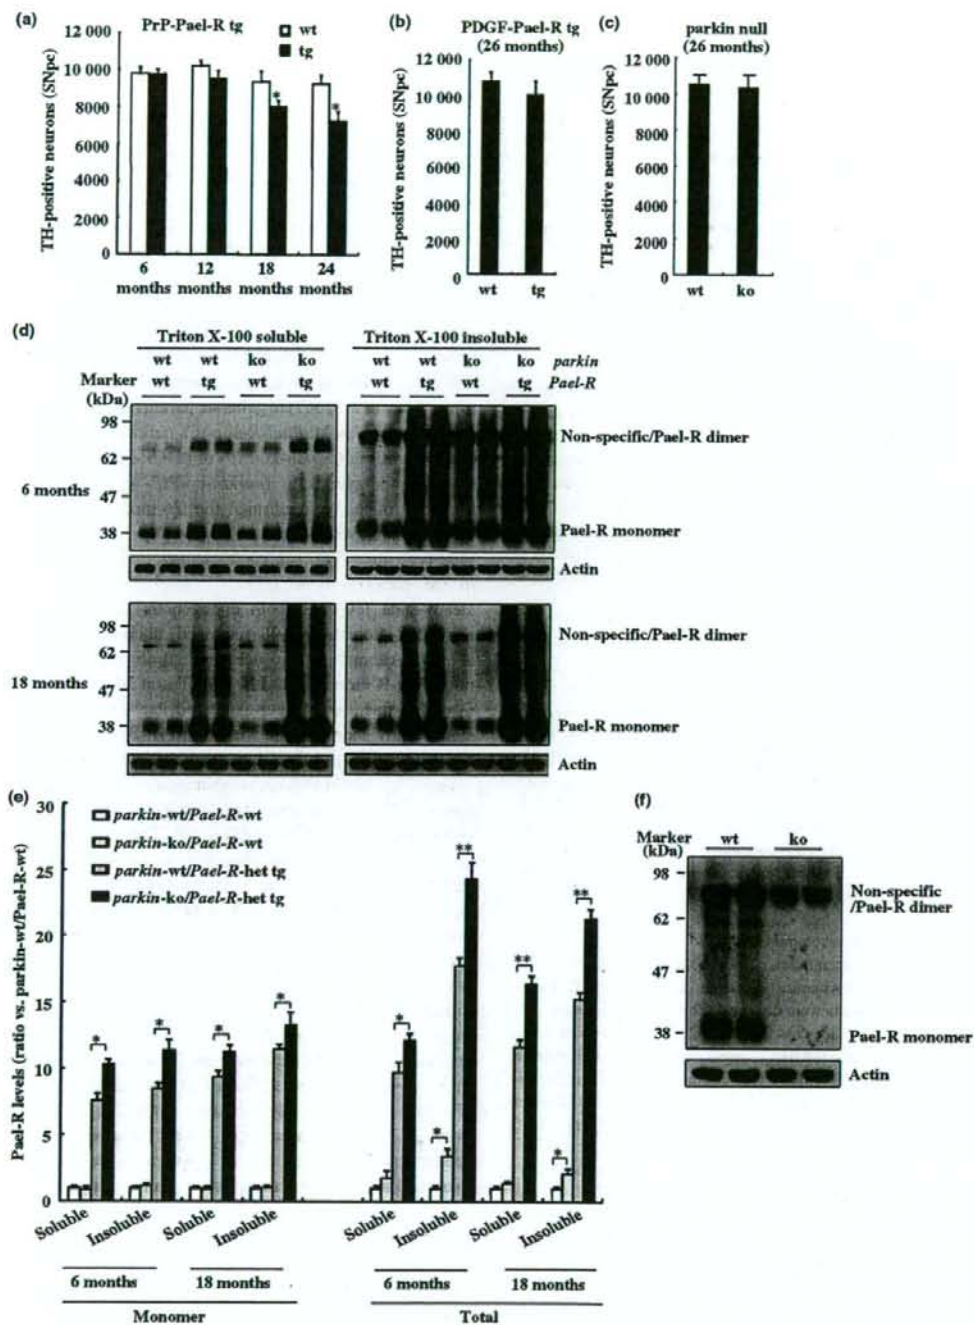 (a)
PrP-Pael-R tg
wt
tg
TH-positive neurons (SNpc)
12 000
10 000
8000
6000
4000
2000
0
* *
6 months 12 months 18 months 24 months
(b)
PDGF-Pael-R tg
(26 months)
TH-positive neurons (SNpc)
12 000
10 000
8000
6000
4000
2000
0
wt tg
(c)
parkin null
(26 months)
TH-positive neurons (SNpc)
12 000
10 000
8000
6000
4000
2000
0
wt ko
(d)
Triton X-100 soluble Triton X-100 insoluble
wt wt ko ko wt wt ko ko parkin
Marker wt tg wt tg wt tg wt tg Pael-R
(kDa)
6 months
98
62
47
38
Non-specific/Pael-R dimer
Pael-R monomer
Actin
18 months
98
62
47
38
Non-specific/Pael-R dimer
Pael-R monomer
Actin
(e)
Pael-R levels (ratio vs. parkin-wt/Pael-R-wt)
30
25
20
15
10
5
0
parkin-wt/Pael-R-wt
parkin-ko/Pael-R-wt
parkin-wt/Pael-R-het tg
parkin-ko/Pael-R-het tg
* * * * * * ** ** * **
Soluble Insoluble Soluble Insoluble Soluble Insoluble Soluble Insoluble
6 months 18 months 6 months 18 months
Monomer Total
(f)
Marker wt ko
(kDa)
98
62
47
38
Non-specific
/Pael-R dimer
Pael-R monomer
Actin